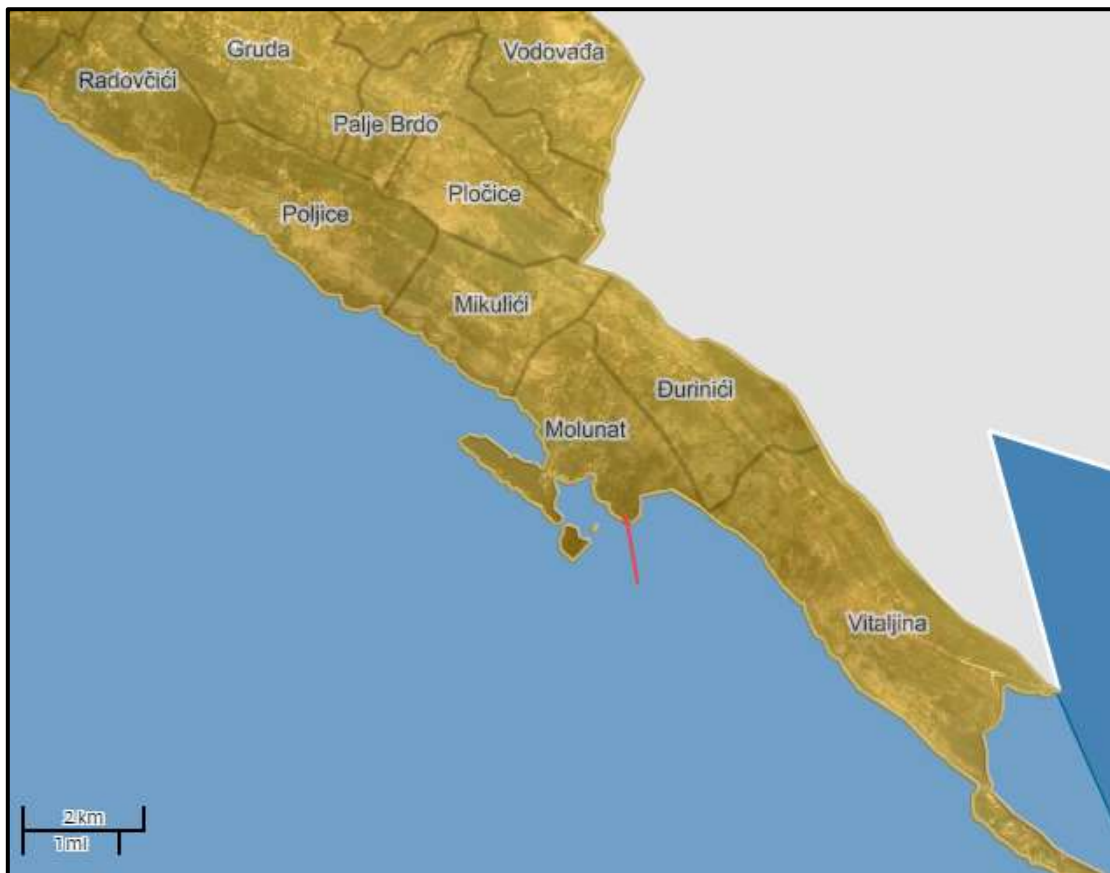 Gruda
Vodovađa
Radovčići
Palje Brdo
Pločice
Poljice
Mikulići
Đurinići
Molunat
Vitaljina
2 km
1 mi